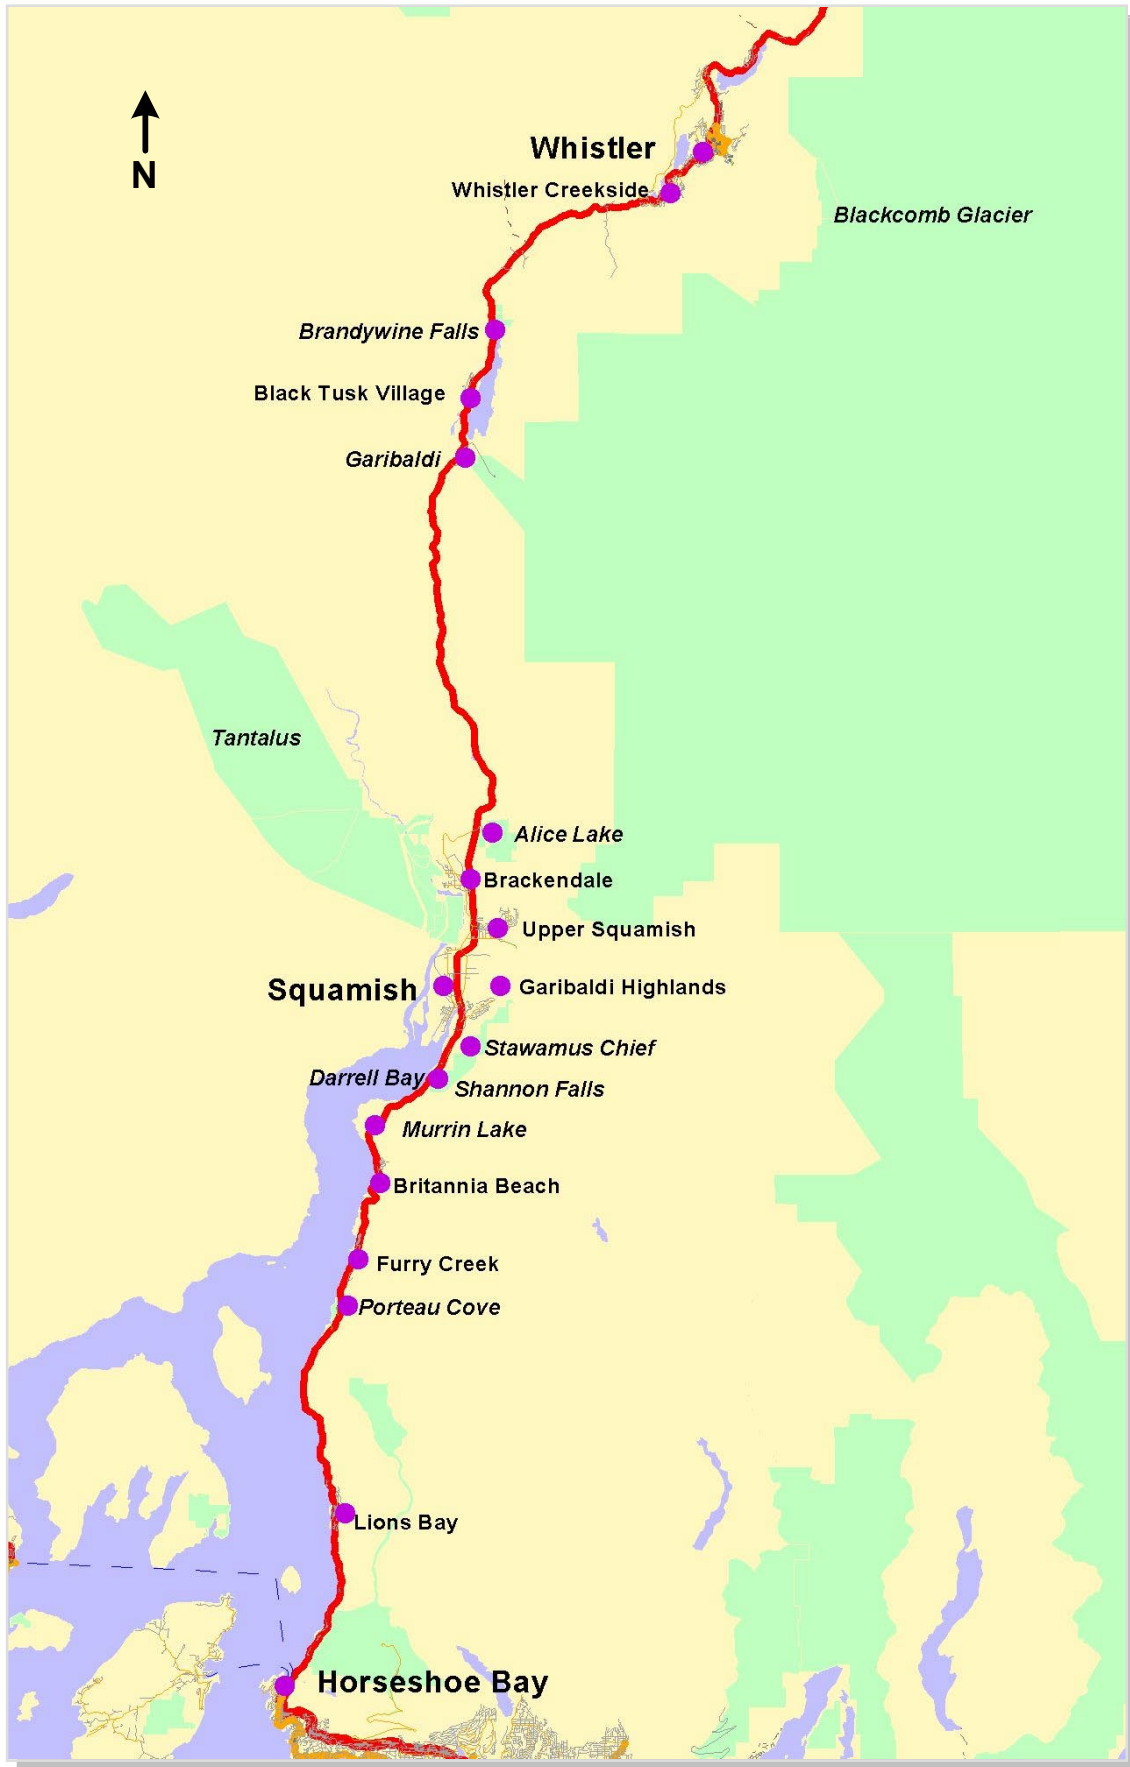 N
Whistler
Whistler Creekside
Blackcomb Glacier
Brandywine Falls
Black Tusk Village
Garibaldi
Tantalus
Alice Lake
Brackendale
Upper Squamish
Squamish
Garibaldi Highlands
Stawamus Chief
Darrell Bay
Shannon Falls
Murrin Lake
Britannia Beach
Furry Creek
Porteau Cove
Lions Bay
Horseshoe Bay